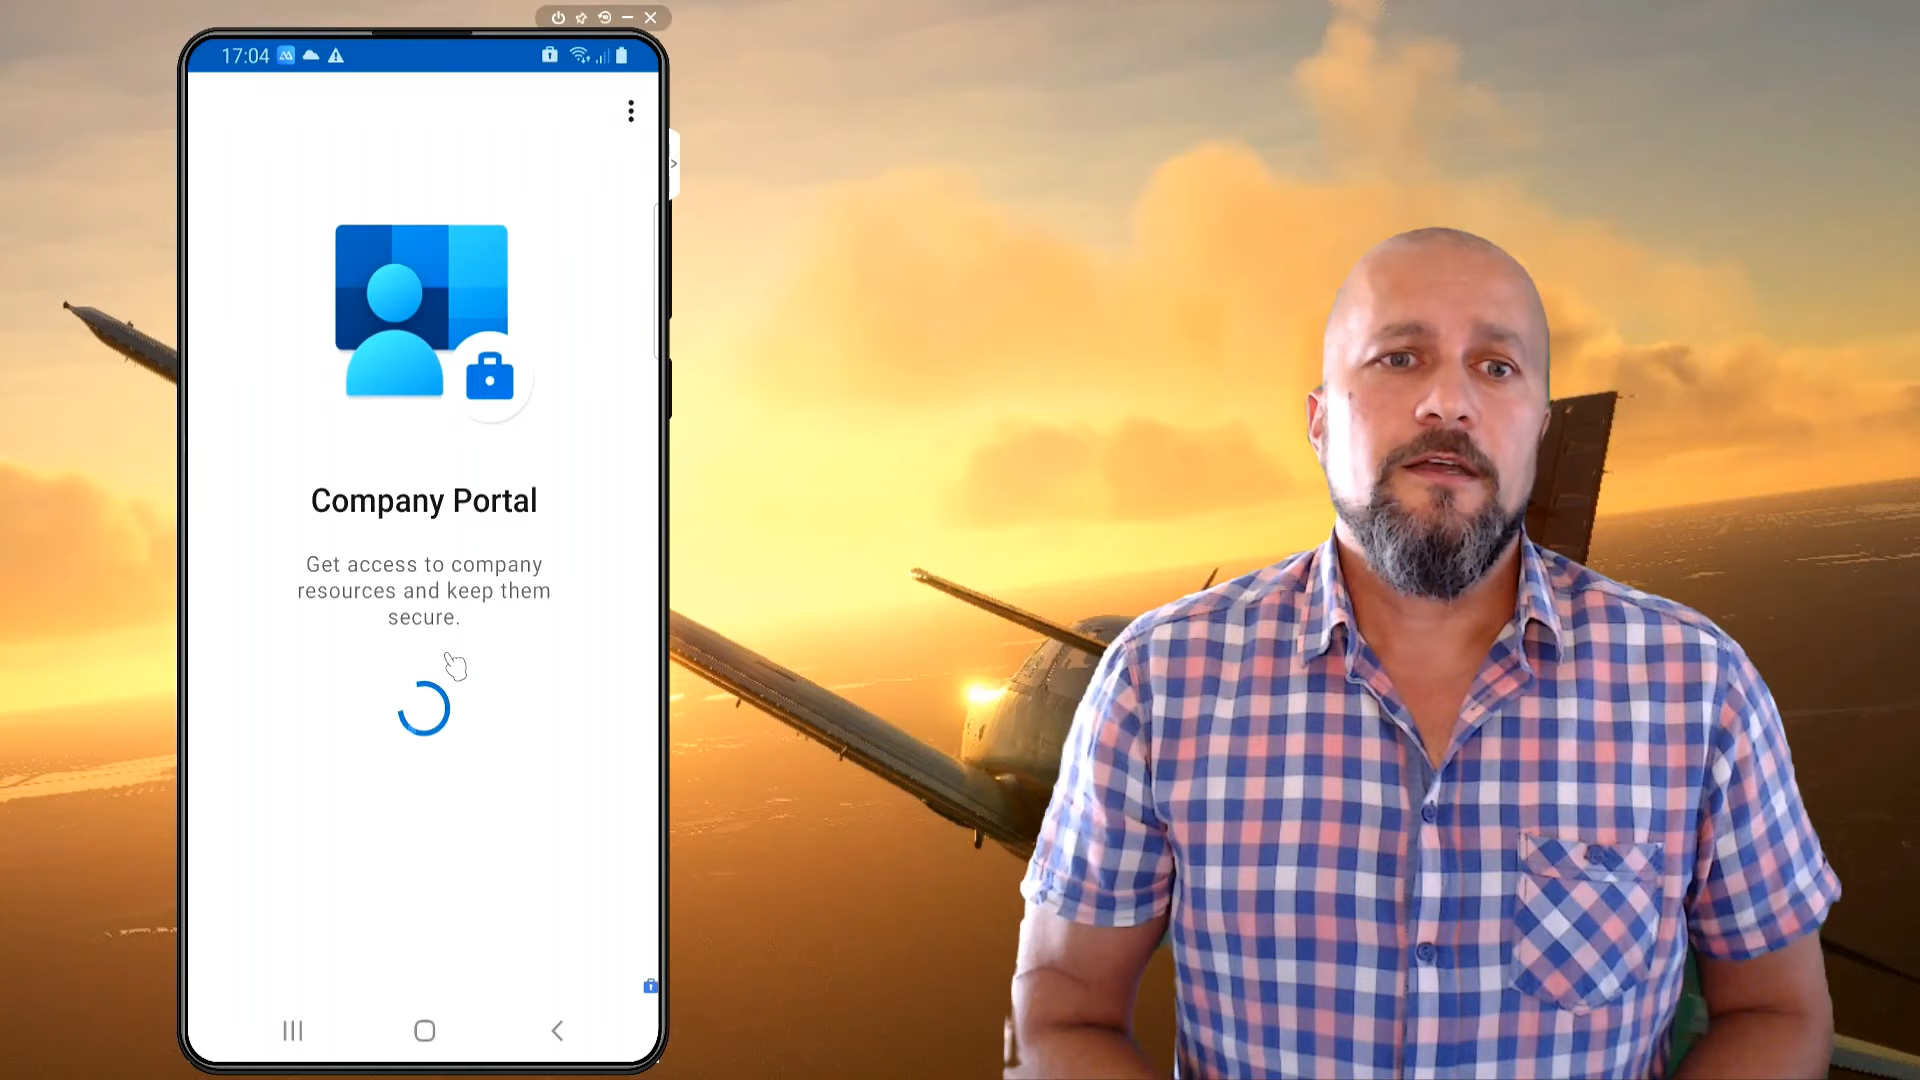 17:04
Company Portal
Get access to company
resources and keep them
secure.